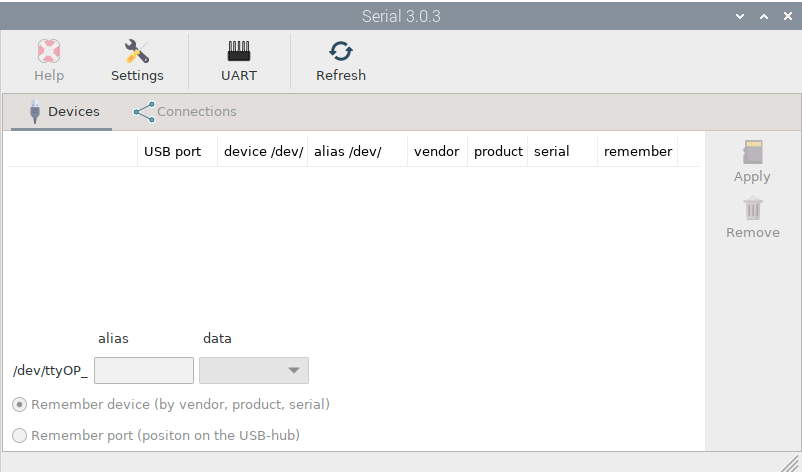 Serial 3.0.3
Help Settings UART Refresh
Devices Connections
USB port device /dev/ alias /dev/ vendor product serial remember
Apply
Remove
alias data
/dev/ttyOP_
Remember device (by vendor, product, serial)
Remember port (positon on the USB-hub)